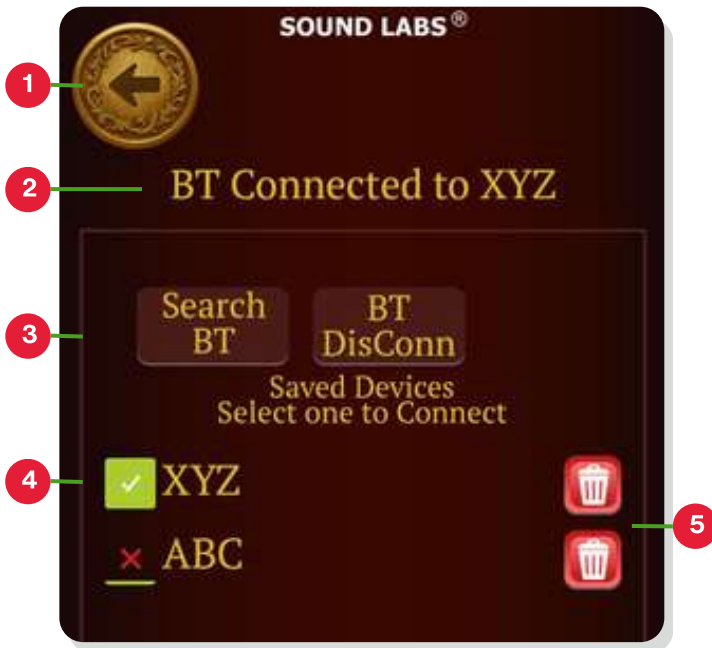 SOUND LABS®
1
2
BT Connected to XYZ
3
Search
BT
BT
DisConn
Saved Devices
Select one to Connect
4
XYZ
5
ABC